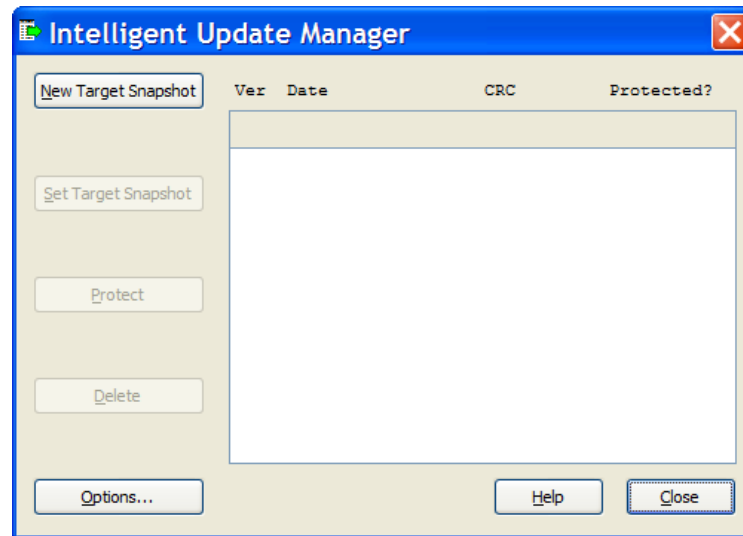 Intelligent Update Manager
New Target Snapshot
Ver Date CRC Protected?
Set Target Snapshot
Protect
Delete
Options...
Help
Close